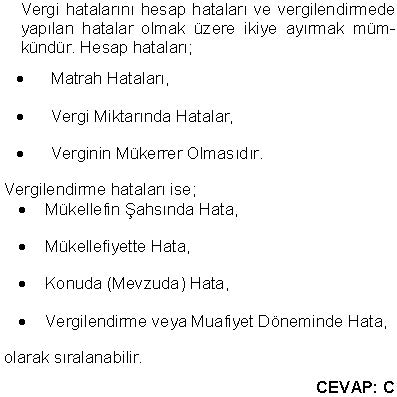 Vergi hatalarını hesap hataları ve vergilendirmede
yapılan hatalar olmak üzere ikiye ayırmak müm-
kündür. Hesap hataları;
• Matrah Hataları,
• Vergi Miktarında Hatalar,
• Verginin Mükerrer Olmasıdır.
Vergilendirme hataları ise;
• Mükellefin Şahsında Hata,
• Mükellefiyette Hata,
• Konuda (Mevzuda) Hata,
• Vergilendirme veya Muafiyet Döneminde Hata,
olarak sıralanabilir.
CEVAP: C